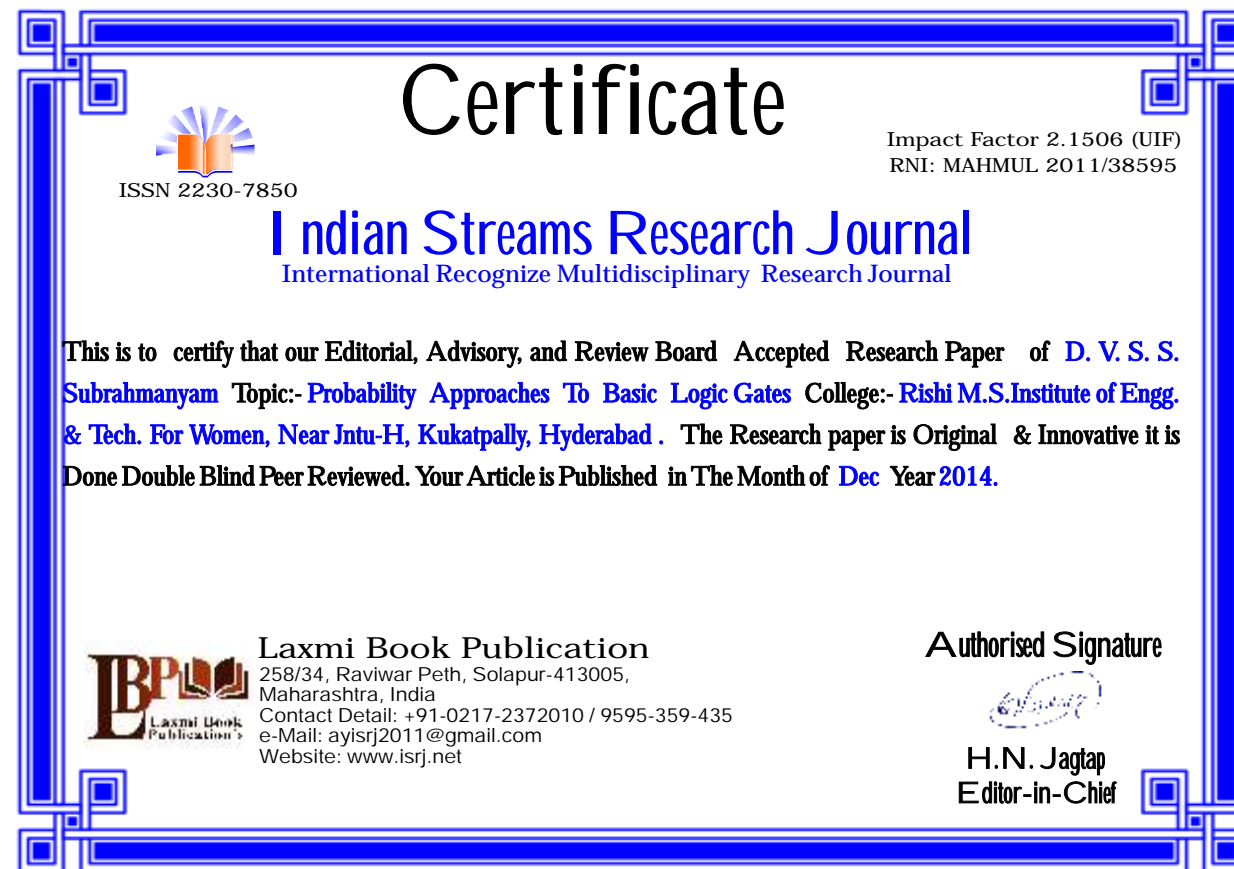 Certificate
Impact Factor 2.1506 (UIF)
RNI: MAHMUL 2011/38595
ISSN 2230-7850
Indian Streams Research Journal
International Recognize Multidisciplinary Research Journal
This is to certify that our Editorial, Advisory, and Review Board Accepted Research Paper of D. V. S. S.
Subrahmanyam Topic:- Probability Approaches To Basic Logic Gates College:- Rishi M.S.Institute of Engg.
& Tech. For Women, Near Jntu-H, Kukatpally, Hyderabad . The Research paper is Original & Innovative it is
Done Double Blind Peer Reviewed. Your Article is Published in The Month of Dec Year 2014.
LBP
Laxmi Book
Publication's
Laxmi Book Publication
258/34, Raviwar Peth, Solapur-413005,
Maharashtra, India
Contact Detail: +91-0217-2372010 / 9595-359-435
e-Mail: ayisrj2011@gmail.com
Website: www.isrj.net
Authorised Signature
H.N. Jagtap
Editor-in-Chief